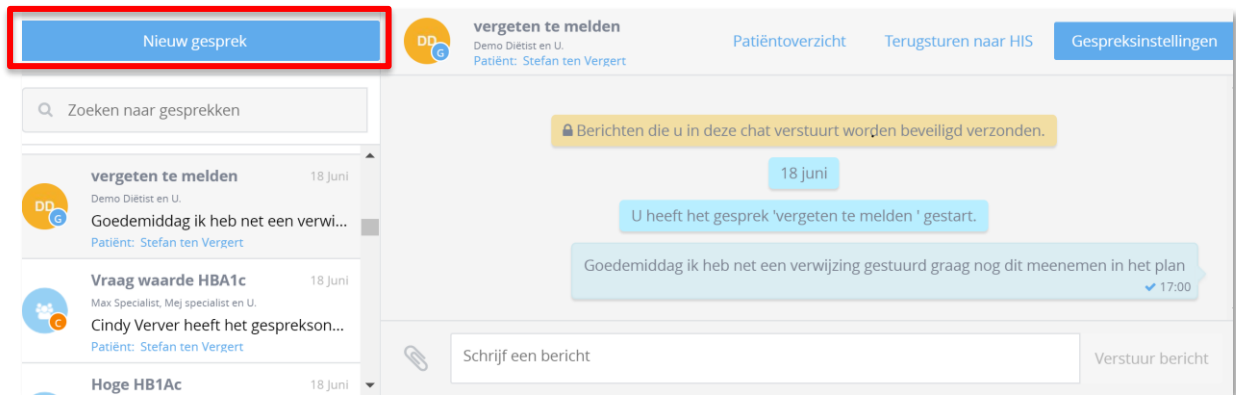 Nieuw gesprek
Zoeken naar gesprekken
vergeten te melden 18 Juni
Demo Diëtist en U.
Goedemiddag ik heb net een verwi...
Patiënt: Stefan ten Vergert
Vraag waarde HBA1c 18 Juni
Max Specialist, Mej specialist en U.
Cindy Verver heeft het gesprekson...
Patiënt: Stefan ten Vergert
Hoge HB1Ac 18 Juni
DD
G
C
DD
G
vergeten te melden
Demo Diëtist en U.
Patiënt: Stefan ten Vergert
Patiëntoverzicht Terugsturen naar HIS Gespreksinstellingen
Berichten die u in deze chat verstuurt worden beveiligd verzonden.
18 juni
U heeft het gesprek 'vergeten te melden ' gestart.
Goedemiddag ik heb net een verwijzing gestuurd graag nog dit meenemen in het plan
17:00
Schrijf een bericht
Verstuur bericht